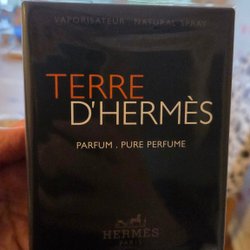 VAPORISATEUR NATURAL SPRAY
TERRE
D'HERMÈS
PARFUM . PURE PERFUME
HERMÈS
PARIS